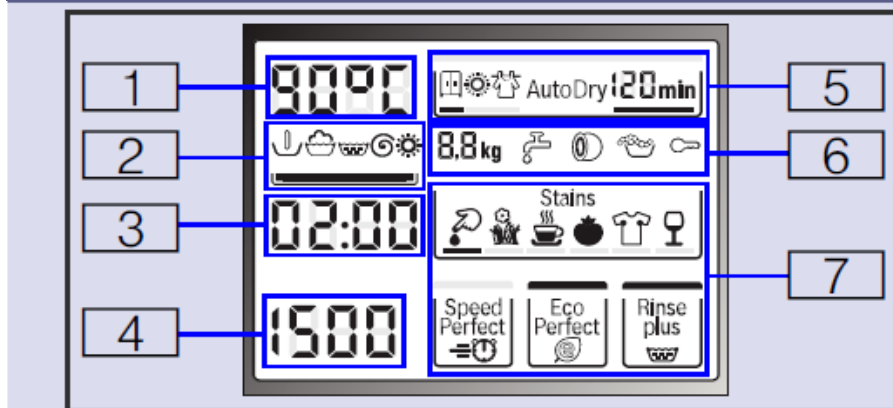 1
90°C
2
3
02:00
4
1500
AutoDry 120min
5
8.8kg
6
Stains
7
Speed
Perfect
Eco
Perfect
Rinse
plus